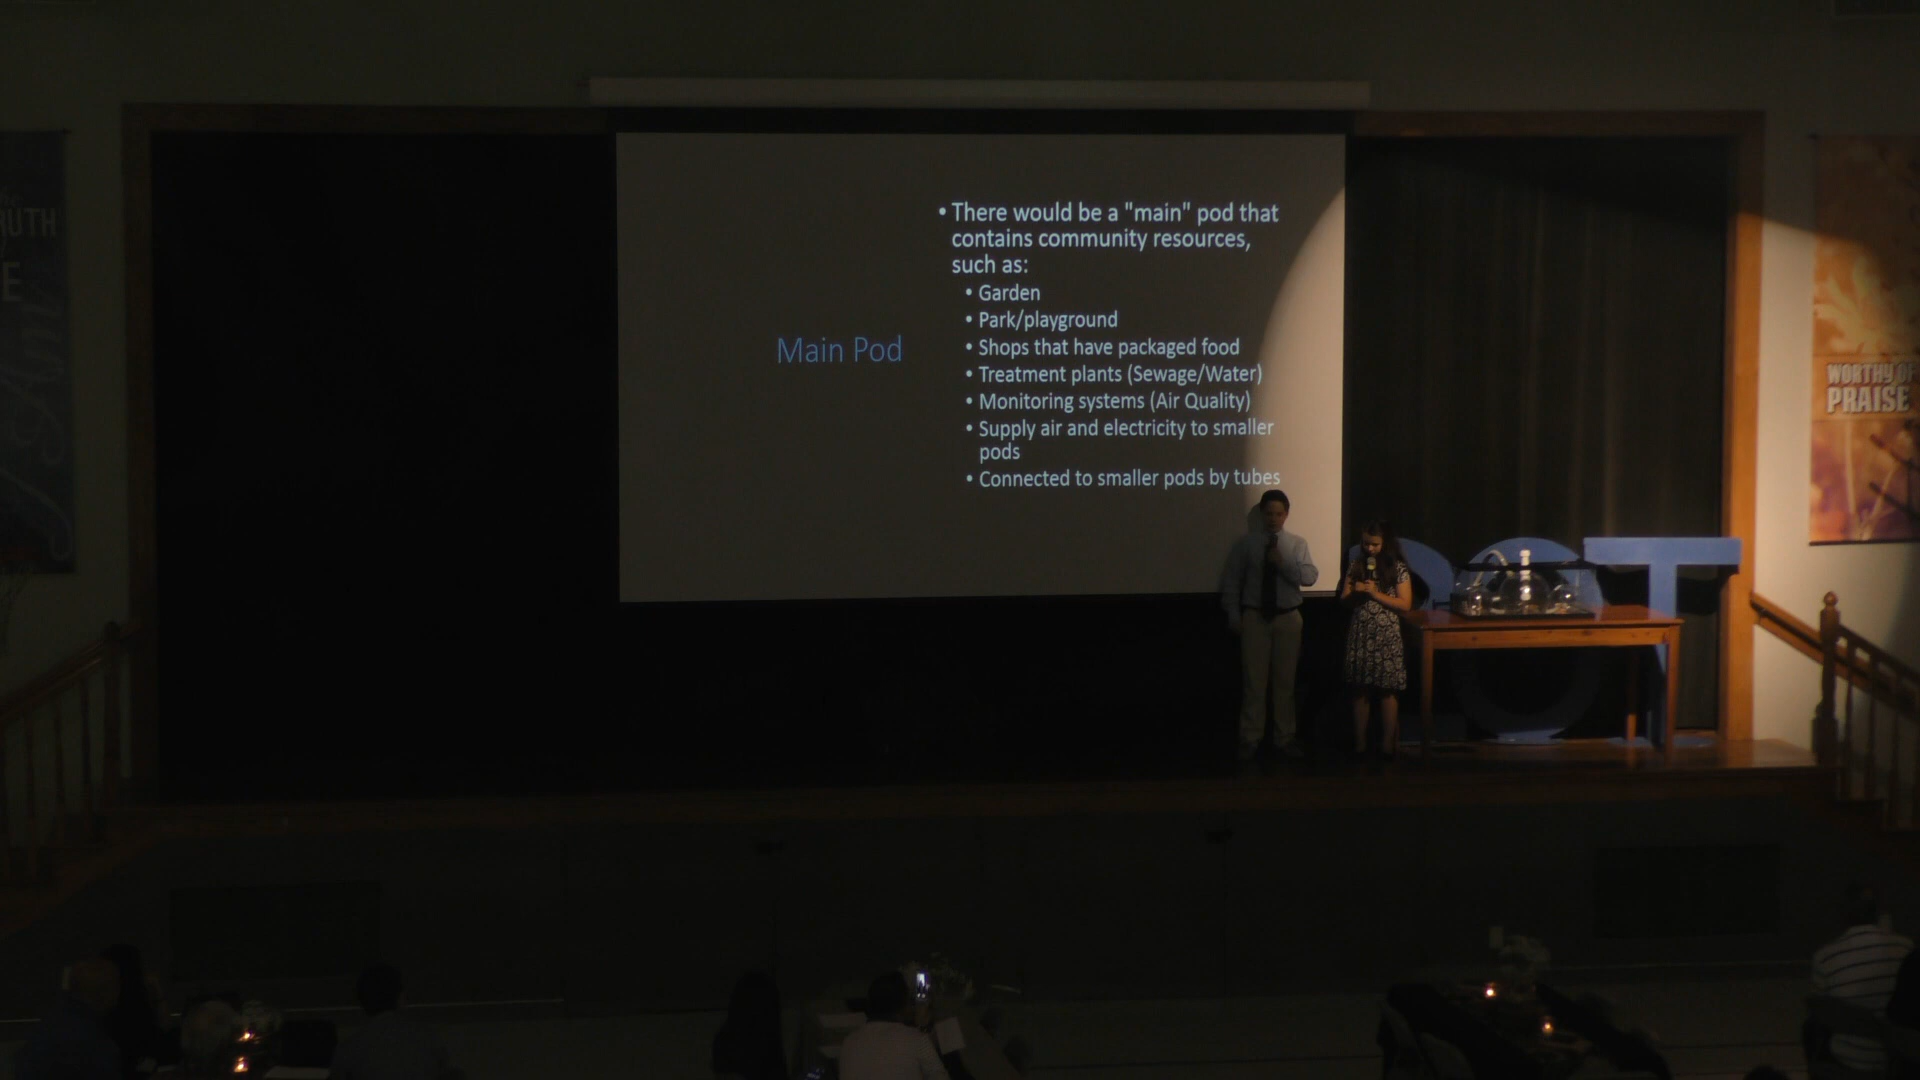 • There would be a "main" pod that
contains community resources,
such as:
• Garden
• Park/playground
Main Pod
• Shops that have packaged food
• Treatment plants (Sewage/Water)
• Monitoring systems (Air Quality)
• Supply air and electricity to smaller
pods
• Connected to smaller pods by tubes
WORTHY OF
PRAISE